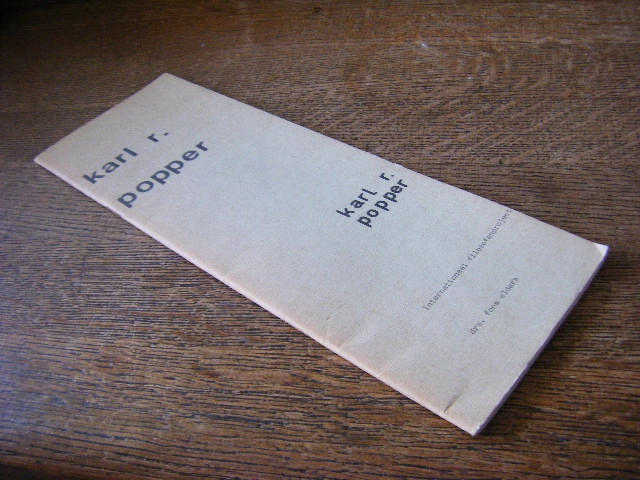 karl r.
popper
karl r.
popper
Internationaal filosofenproject
drs. fons elders